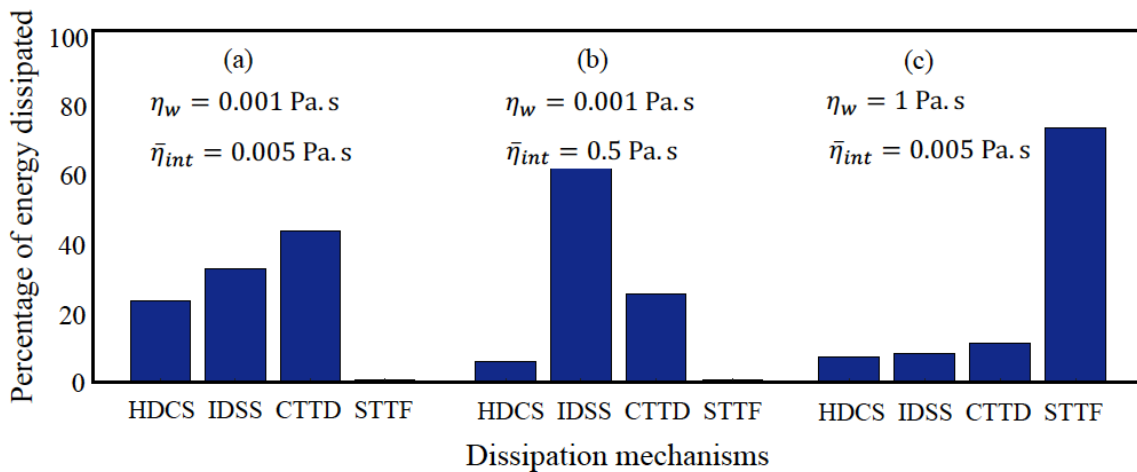 Percentage of energy dissipated
100
80
60
40
20
0
(a)
η_w = 0.001 Pa.s
η̄_int = 0.005 Pa.s
(b)
η_w = 0.001 Pa.s
η̄_int = 0.5 Pa.s
(c)
η_w = 1 Pa.s
η̄_int = 0.005 Pa.s
HDCS IDSS CTTD STTF
HDCS IDSS CTTD STTF
HDCS IDSS CTTD STTF
Dissipation mechanisms